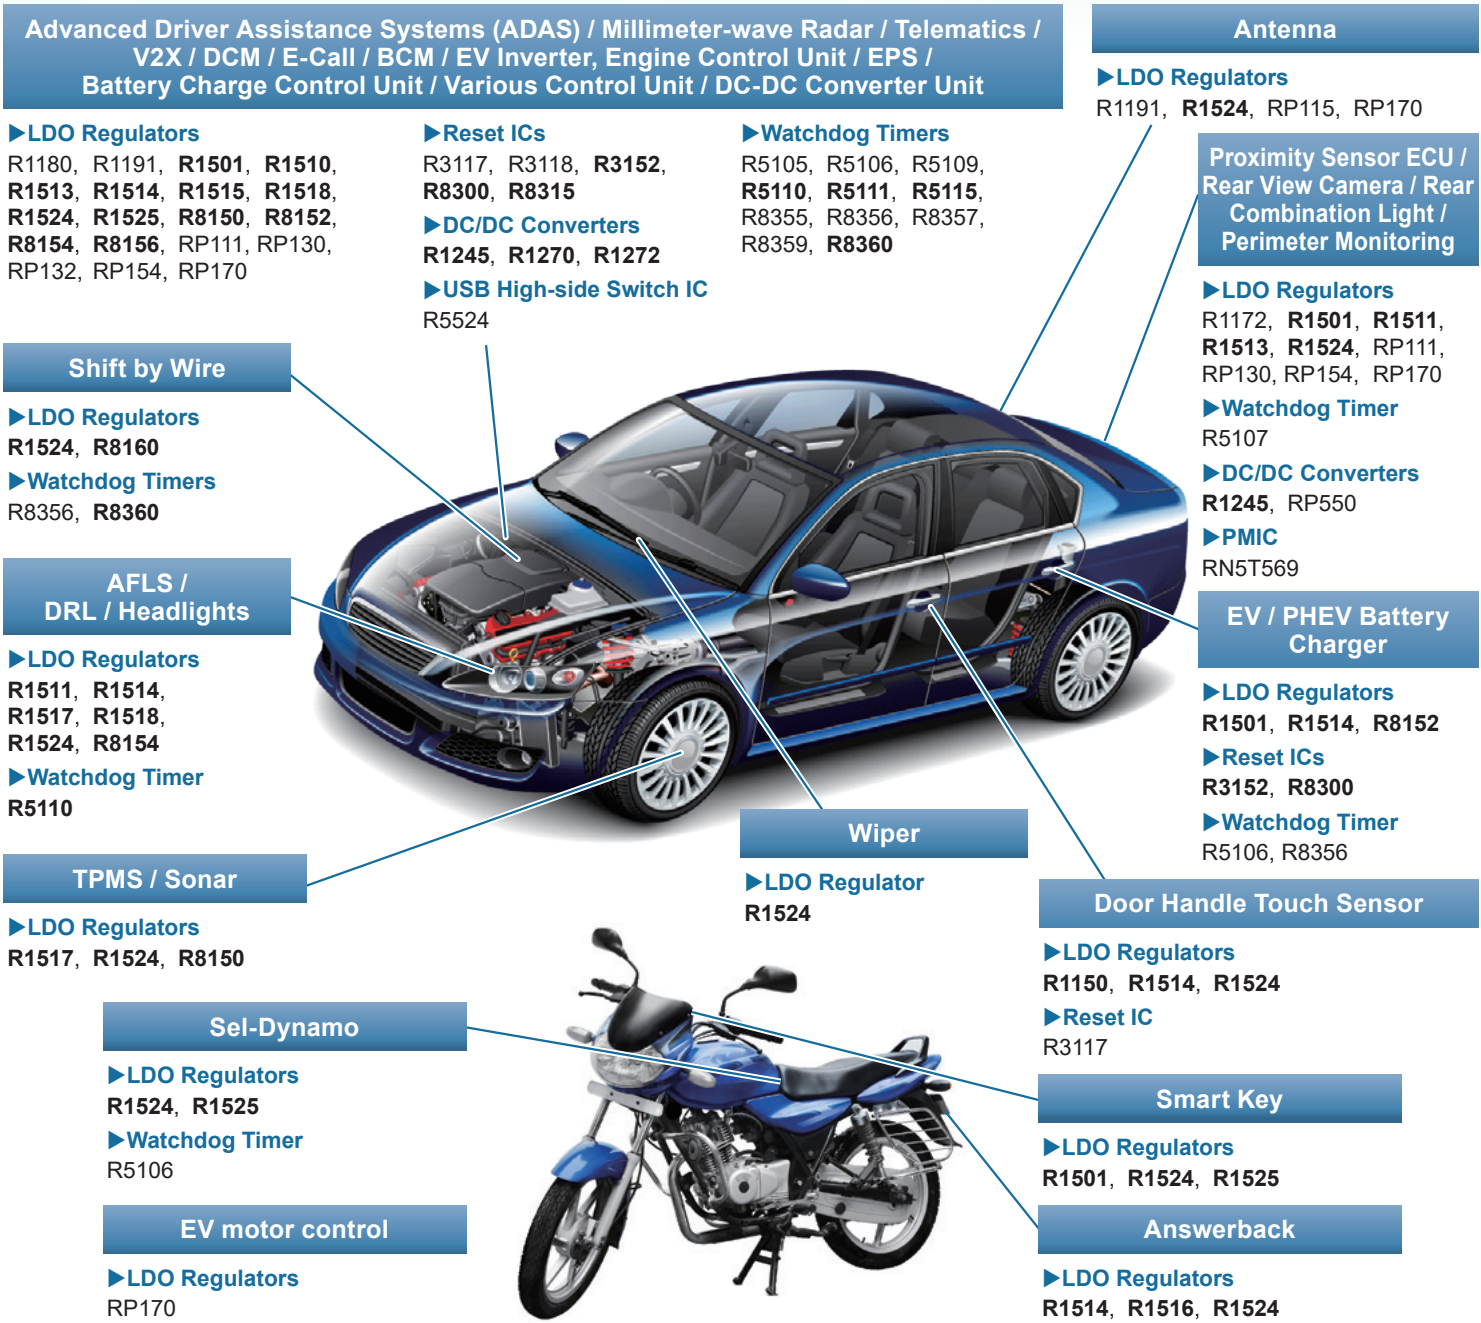 Advanced Driver Assistance Systems (ADAS) / Millimeter-wave Radar / Telematics /
V2X / DCM / E-Call / BCM / EV Inverter, Engine Control Unit / EPS /
Battery Charge Control Unit / Various Control Unit / DC-DC Converter Unit
▶LDO Regulators
R1180, R1191, R1501, R1510,
R1513, R1514, R1515, R1518,
R1524, R1525, R8150, R8152,
R8154, R8156, RP111, RP130,
RP132, RP154, RP170
▶Reset ICs
R3117, R3118, R3152,
R8300, R8315
▶DC/DC Converters
R1245, R1270, R1272
▶USB High-side Switch IC
R5524
▶Watchdog Timers
R5105, R5106, R5109,
R5110, R5111, R5115,
R8355, R8356, R8357,
R8359, R8360
Antenna
▶LDO Regulators
R1191, R1524, RP115, RP170
Proximity Sensor ECU /
Rear View Camera / Rear
Combination Light /
Perimeter Monitoring
▶LDO Regulators
R1172, R1501, R1511,
R1513, R1524, RP111,
RP130, RP154, RP170
▶Watchdog Timer
R5107
▶DC/DC Converters
R1245, RP550
▶PMIC
RN5T569
Shift by Wire
▶LDO Regulators
R1524, R8160
▶Watchdog Timers
R8356, R8360
AFLS /
DRL / Headlights
▶LDO Regulators
R1511, R1514,
R1517, R1518,
R1524, R8154
▶Watchdog Timer
R5110
EV / PHEV Battery
Charger
▶LDO Regulators
R1501, R1514, R8152
▶Reset ICs
R3152, R8300
▶Watchdog Timer
R5106, R8356
TPMS / Sonar
▶LDO Regulators
R1517, R1524, R8150
Wiper
▶LDO Regulator
R1524
Door Handle Touch Sensor
▶LDO Regulators
R1150, R1514, R1524
▶Reset IC
R3117
Sel-Dynamo
▶LDO Regulators
R1524, R1525
▶Watchdog Timer
R5106
Smart Key
▶LDO Regulators
R1501, R1524, R1525
EV motor control
▶LDO Regulators
RP170
Answerback
▶LDO Regulators
R1514, R1516, R1524